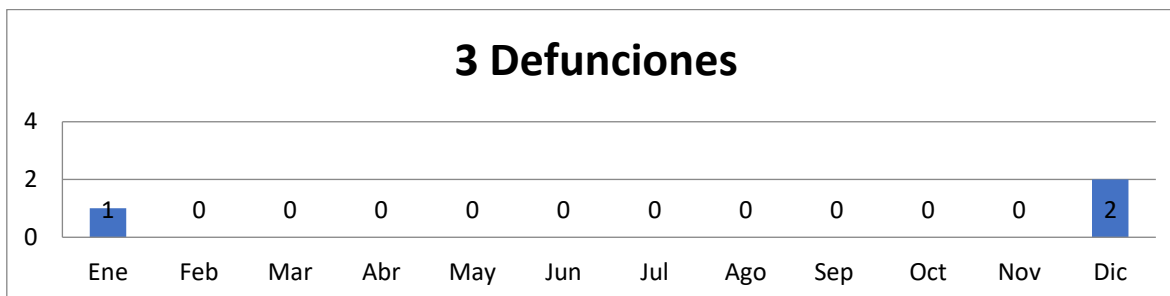 3 Defunciones
4
2
0
1 0 0 0 0 0 0 0 0 0 0 2
Ene Feb Mar Abr May Jun Jul Ago Sep Oct Nov Dic